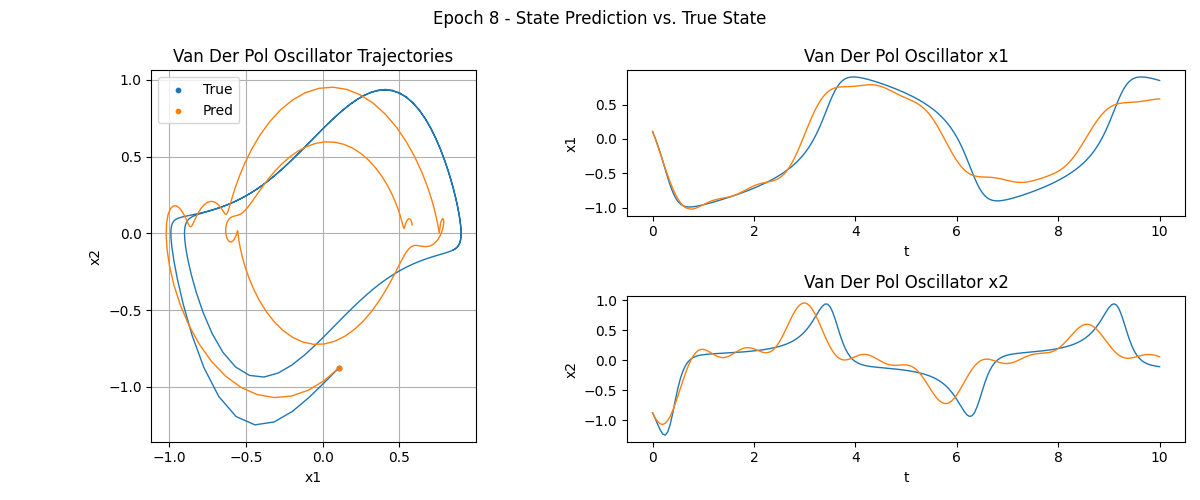 Epoch 8 - State Prediction vs. True State
Van Der Pol Oscillator Trajectories
True
Pred
1.0
0.5
0.0
−0.5
−1.0
x2
−1.0
−0.5
0.0
0.5
x1
Van Der Pol Oscillator x1
0.5
0.0
−0.5
−1.0
x1
0
2
4
6
8
10
t
Van Der Pol Oscillator x2
1.0
0.5
0.0
−0.5
−1.0
x2
0
2
4
6
8
10
t